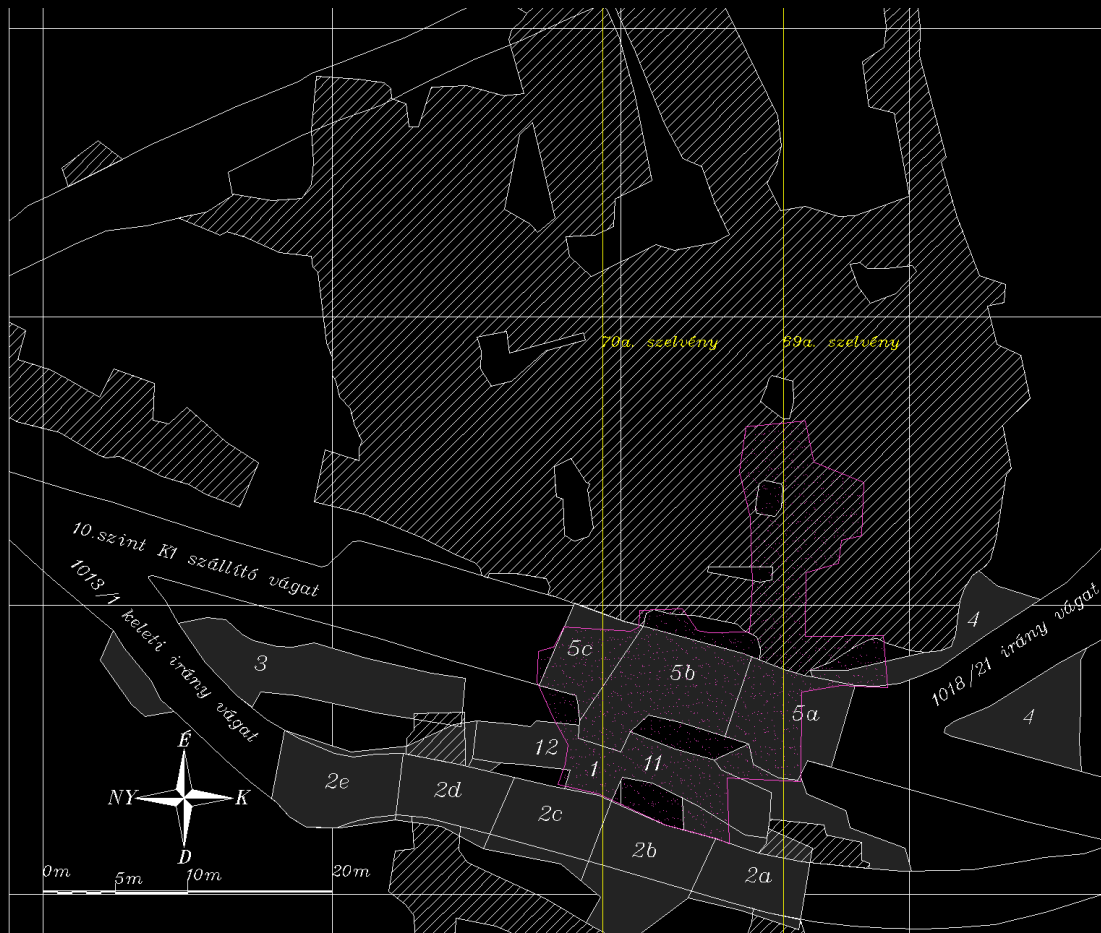 70a. szelvény
69a. szelvény
10.szint K1 szállító vágat
1013/1 keleti irány vágat
1018/21 irány vágat
4
4
3
5c
5b
5a
12
1
11
2e
2d
2c
2b
2a
É
NY
K
D
0m
5m
10m
20m